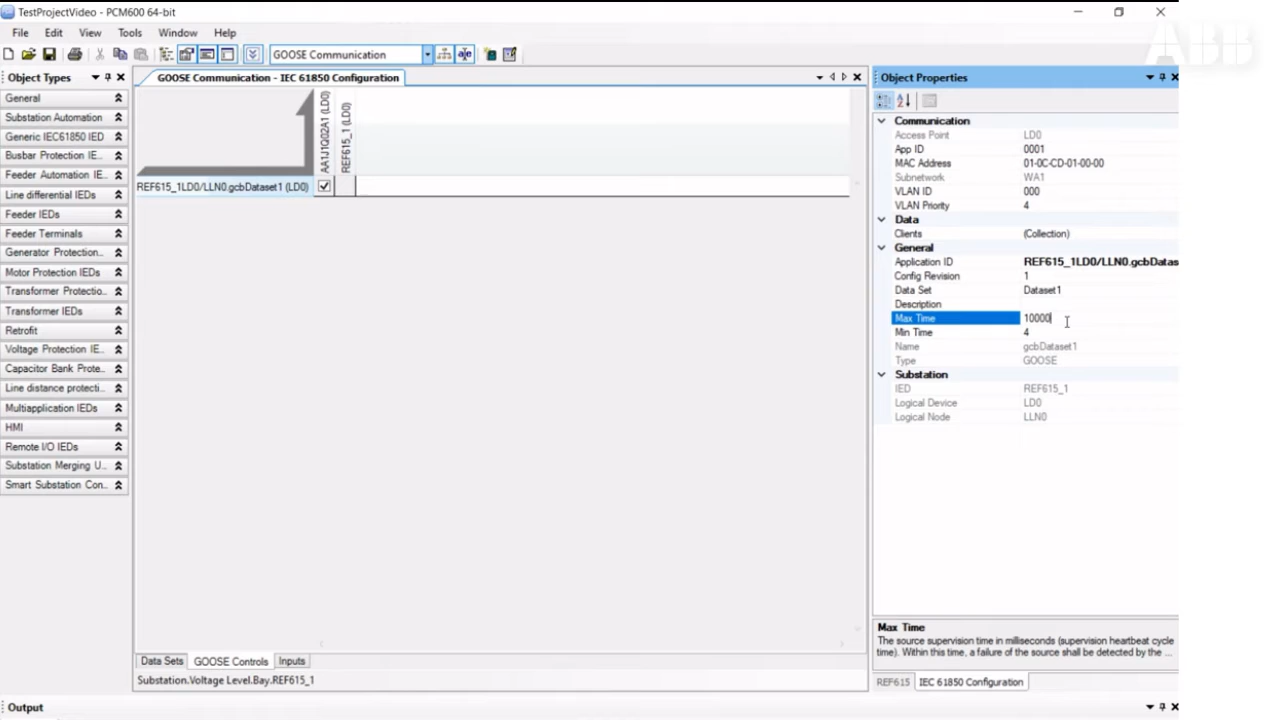 TestProjectVideo - PCM600 64-bit
File Edit View Tools Window Help
ABB
GOOSE Communication
Object Types
General
Substation Automation
Generic IEC61850 IED
Busbar Protection IE...
Feeder Automation IE...
Line differential IEDs
Feeder IEDs
Feeder Terminals
Generator Protection...
Motor Protection IEDs
Transformer Protectio...
Transformer IEDs
Retrofit
Voltage Protection IE...
Capacitor Bank Prote...
Line distance protecti...
Multiapplication IEDs
HMI
Remote I/O IEDs
Substation Merging U...
Smart Substation Con...
GOOSE Communication - IEC 61850 Configuration
AA1J1Q02A1 (LD0)
REF615_1 (LD0)
REF615_1LD0/LLN0.gcbDataset1 (LD0)
Data Sets GOOSE Controls Inputs
Substation.Voltage Level.Bay.REF615_1
Object Properties
Communication
Access Point LD0
App ID 0001
MAC Address 01-0C-CD-01-00-00
Subnetwork WA1
VLAN ID 000
VLAN Priority 4
Data
Clients (Collection)
General
Application ID REF615_1LD0/LLN0.gcbDatas
Config Revision 1
Data Set Dataset1
Description
Max Time 10000
Min Time 4
Name gcbDataset1
Type GOOSE
Substation
IED REF615_1
Logical Device LD0
Logical Node LLN0
Max Time
The source supervision time in milliseconds (supervision heartbeat cycle
time). Within this time, a failure of the source shall be detected by the ...
REF615 IEC 61850 Configuration
Output